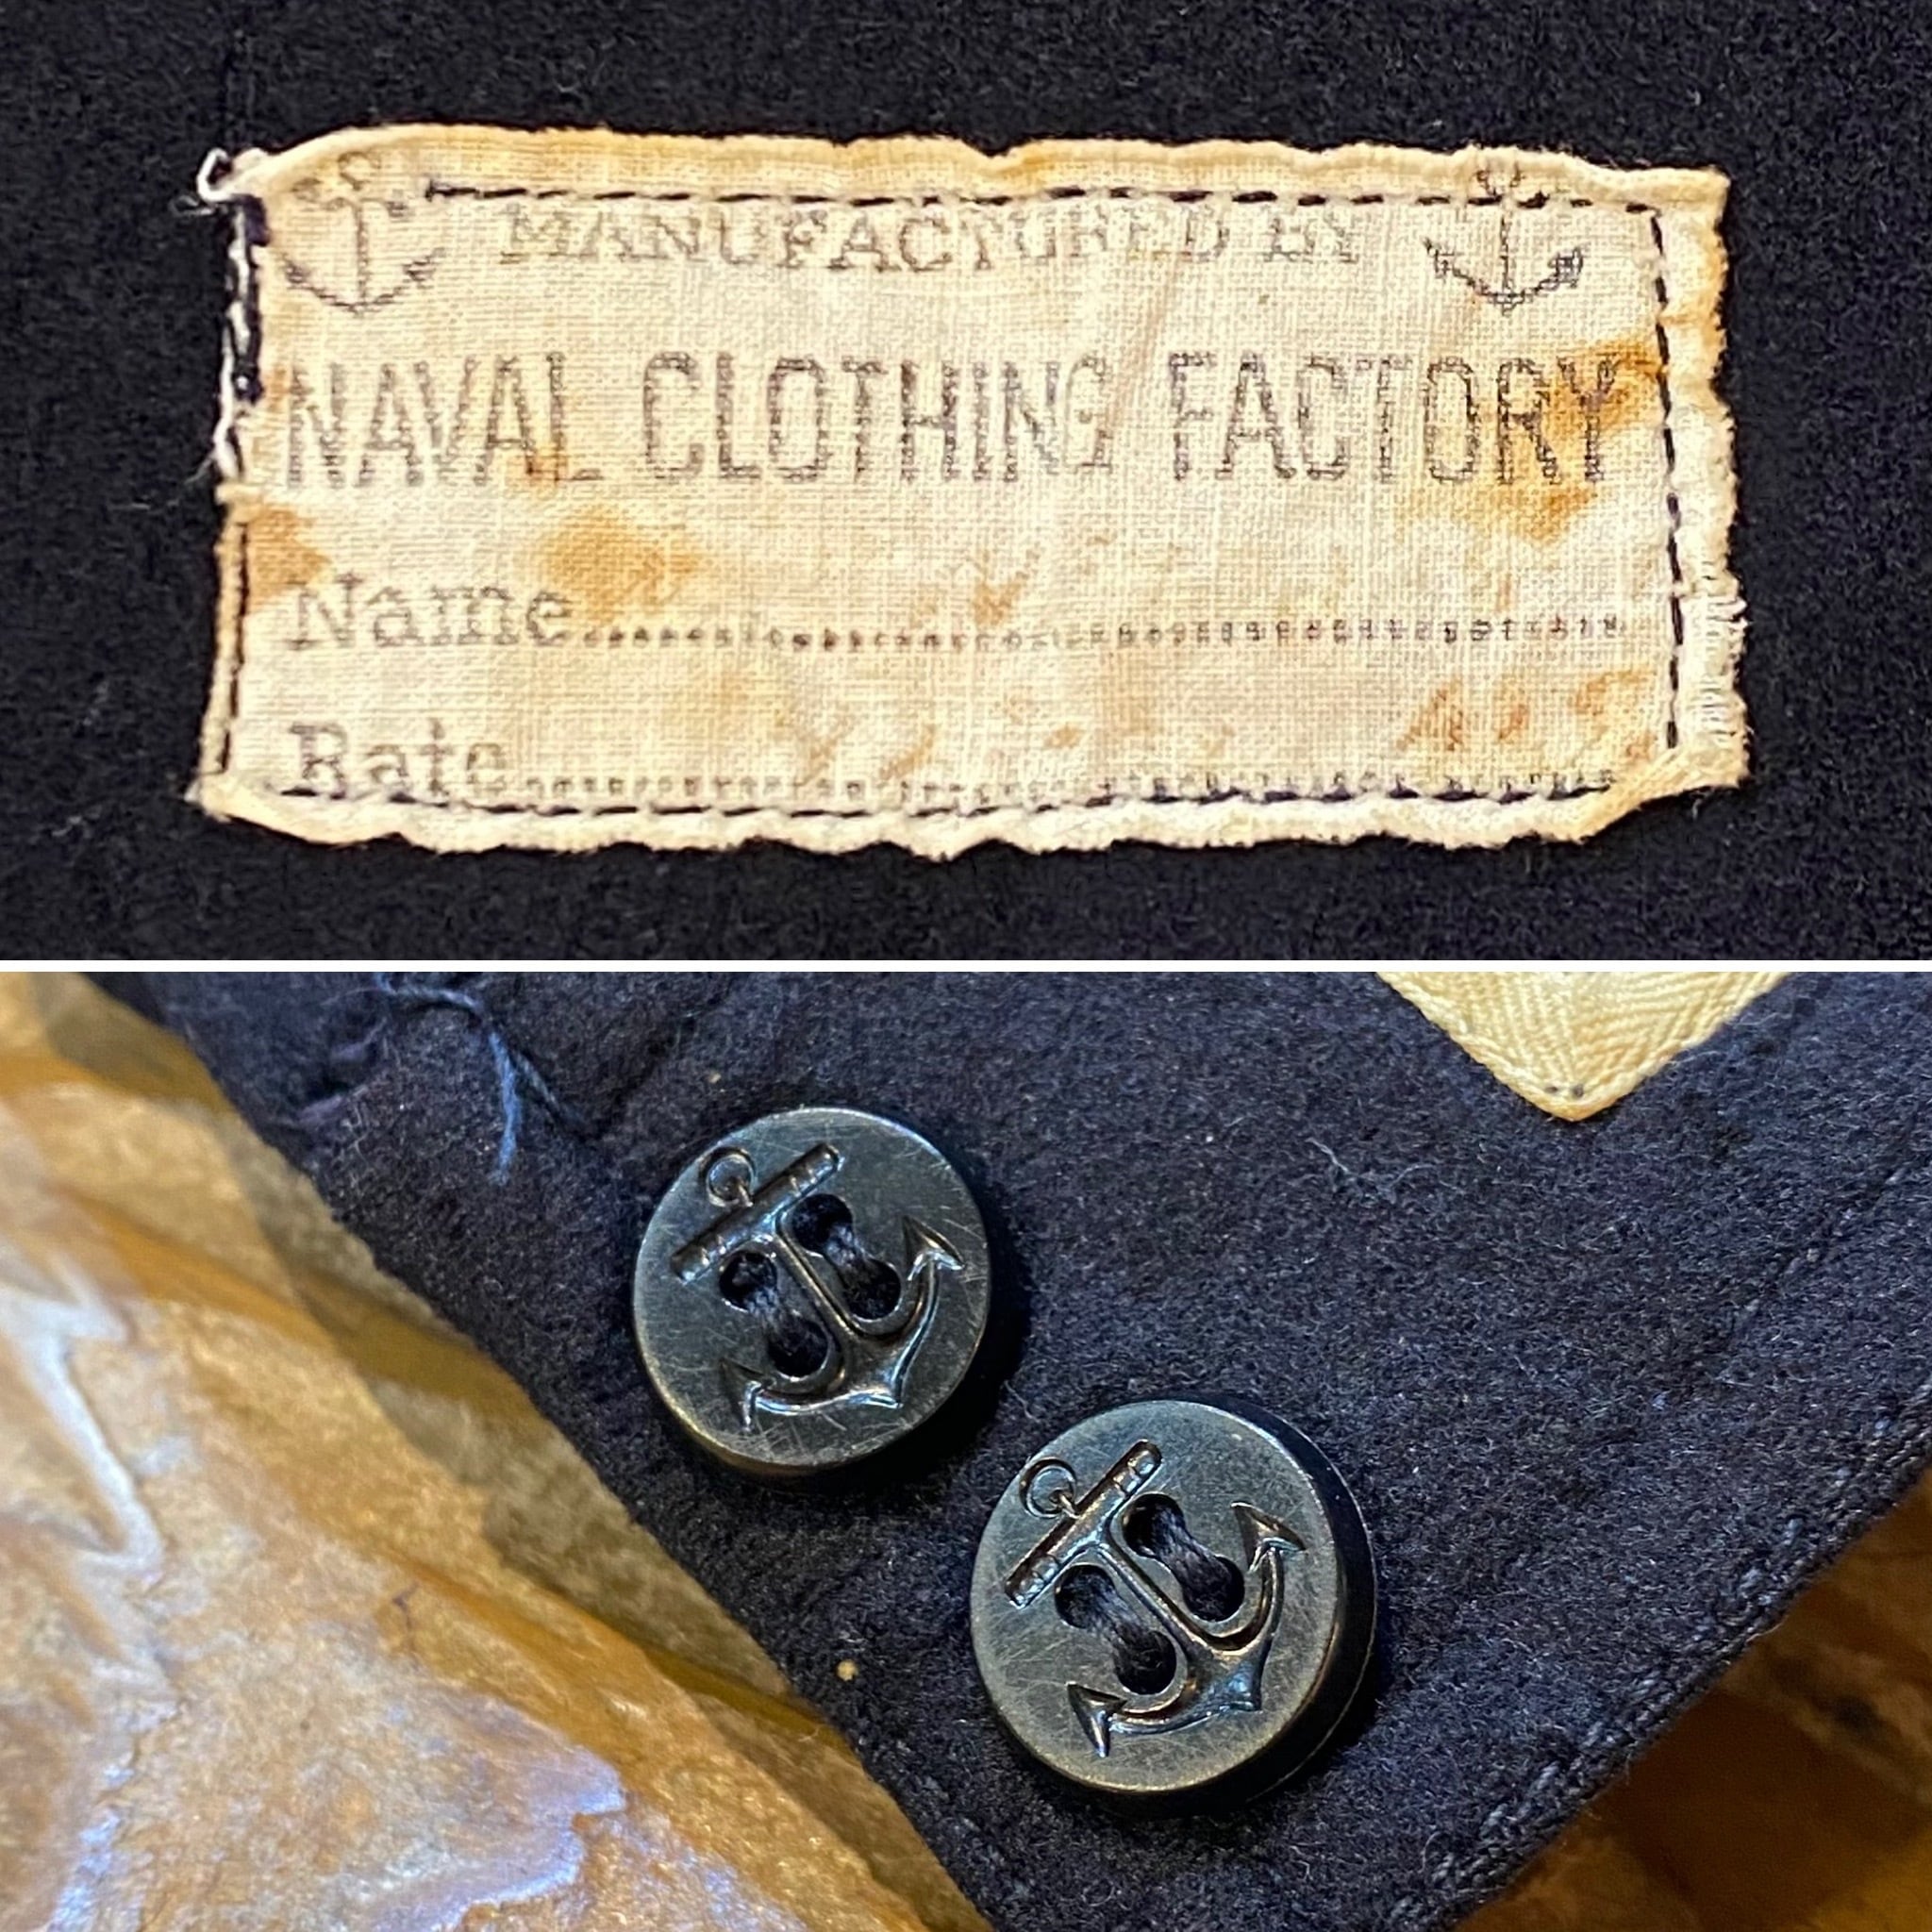 MANUFACTURED BY
NAVAL CLOTHING FACTORY
Name
Rate